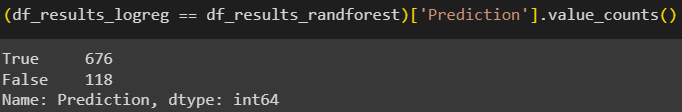 (df_results_logreg == df_results_randforest)['Prediction'].value_counts()
True     676
False    118
Name: Prediction, dtype: int64